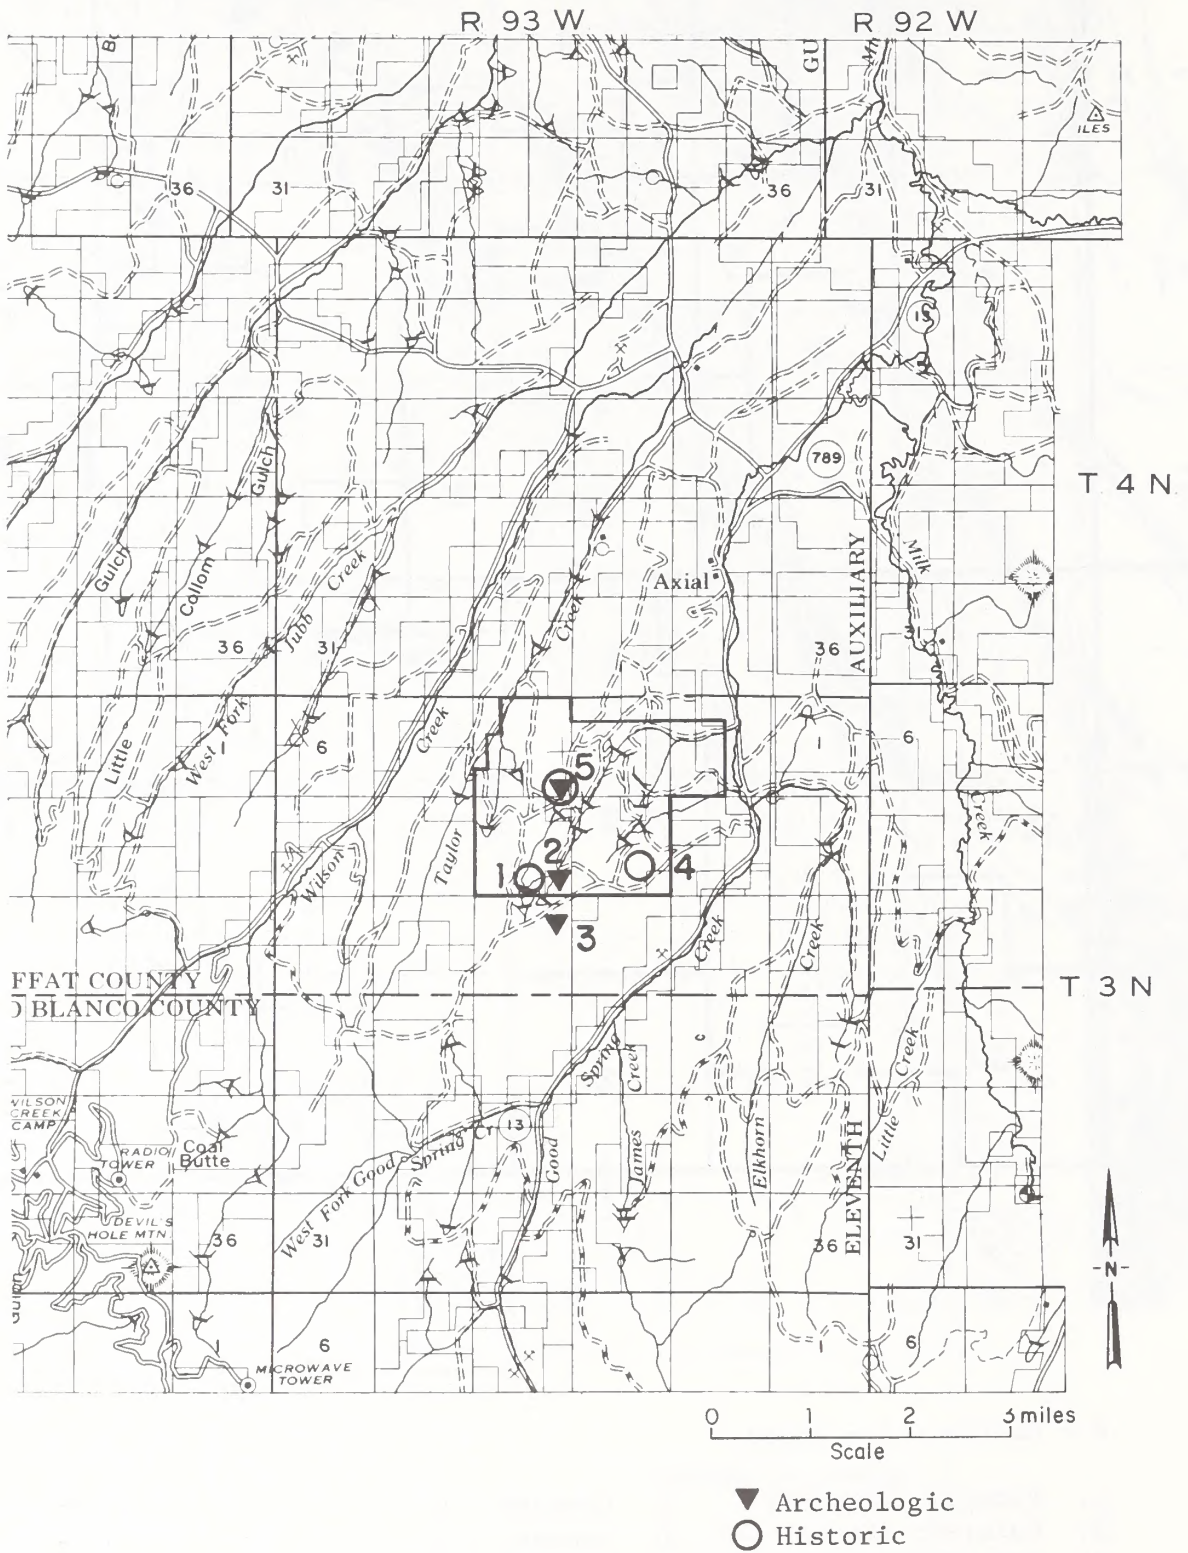 R 93 W
R 92 W
GU
ILES
36
31
36
31
13
789
T 4 N
Gulch
Gulch
Collom
Jubb Creek
Creek
Axial
AUXILIARY
Milk
31
36
31
36
West Fork
Little
1
6
Creek
1
6
5
Creek
Taylor
Wilson
1
2
4
3
Creek
Creek
FFAT COUNTY
O BLANCO COUNTY
T 3 N
Spring
Creek
Creek
WILSON
CREEK
CAMP
RADIO
TOWER
Coal
Butte
13
Spring Cr
West Fork Good
Good
James
Elkhorn
ELEVENTH
Little
DEVIL'S
HOLE MTN.
36
31
36
31
-N-
1
6
1
6
MICROWAVE
TOWER
0 1 2 3 miles
Scale
Archeologic
Historic